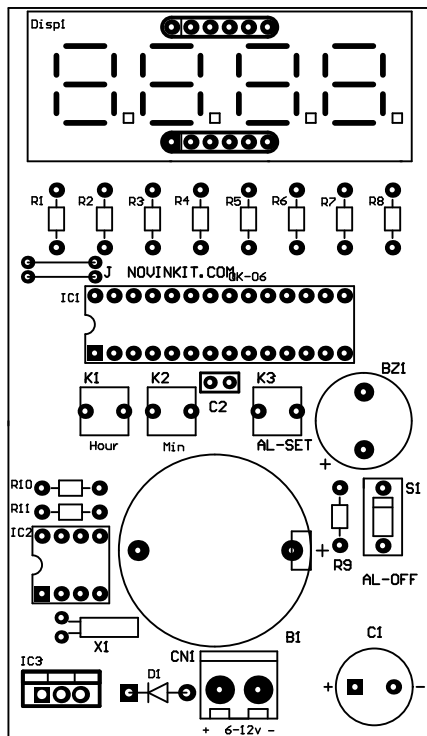 Disp1
R1 R2 R3 R4 R5 R6 R7 R8
J NOVINKIT.COM CK-06
IC1
K1 K2 K3 BZ1
C2
Hour Min AL-SET
+
R10 S1
R11
IC2
+
R9
AL-OFF
X1
B1 C1
CN1
IC3 D1
+ -
+ 6-12v -